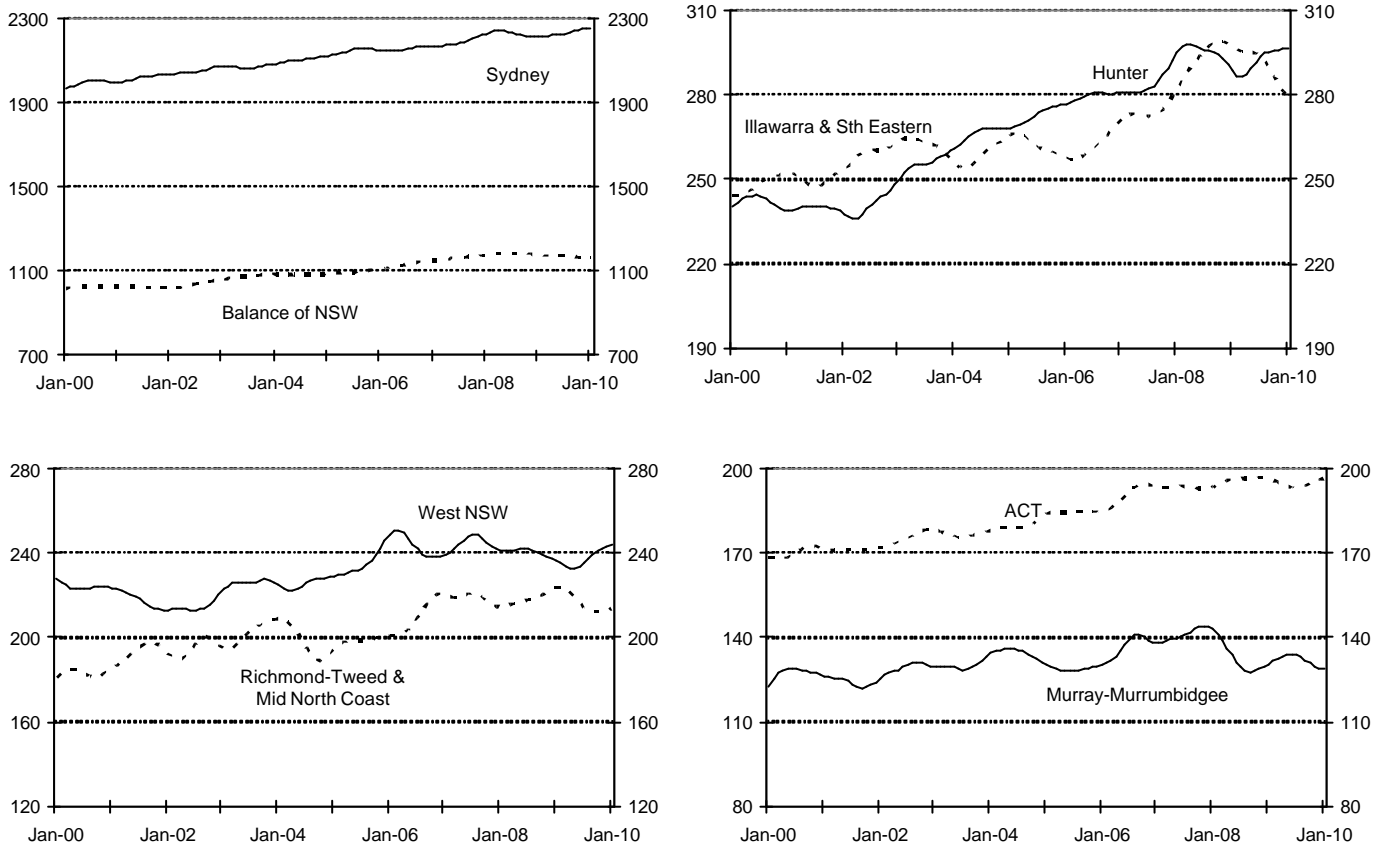 2300 2300
Sydney
1900 1900
1500 1500
1100 1100
Balance of NSW
700 700
Jan-00 Jan-02 Jan-04 Jan-06 Jan-08 Jan-10
310 310
Hunter
280 280
Illawarra & Sth Eastern
250 250
220 220
190 190
Jan-00 Jan-02 Jan-04 Jan-06 Jan-08 Jan-10
280 280
West NSW
240 240
200 200
Richmond-Tweed &
Mid North Coast
160 160
120 120
Jan-00 Jan-02 Jan-04 Jan-06 Jan-08 Jan-10
200 200
ACT
170 170
140 140
Murray-Murrumbidgee
110 110
80 80
Jan-00 Jan-02 Jan-04 Jan-06 Jan-08 Jan-10